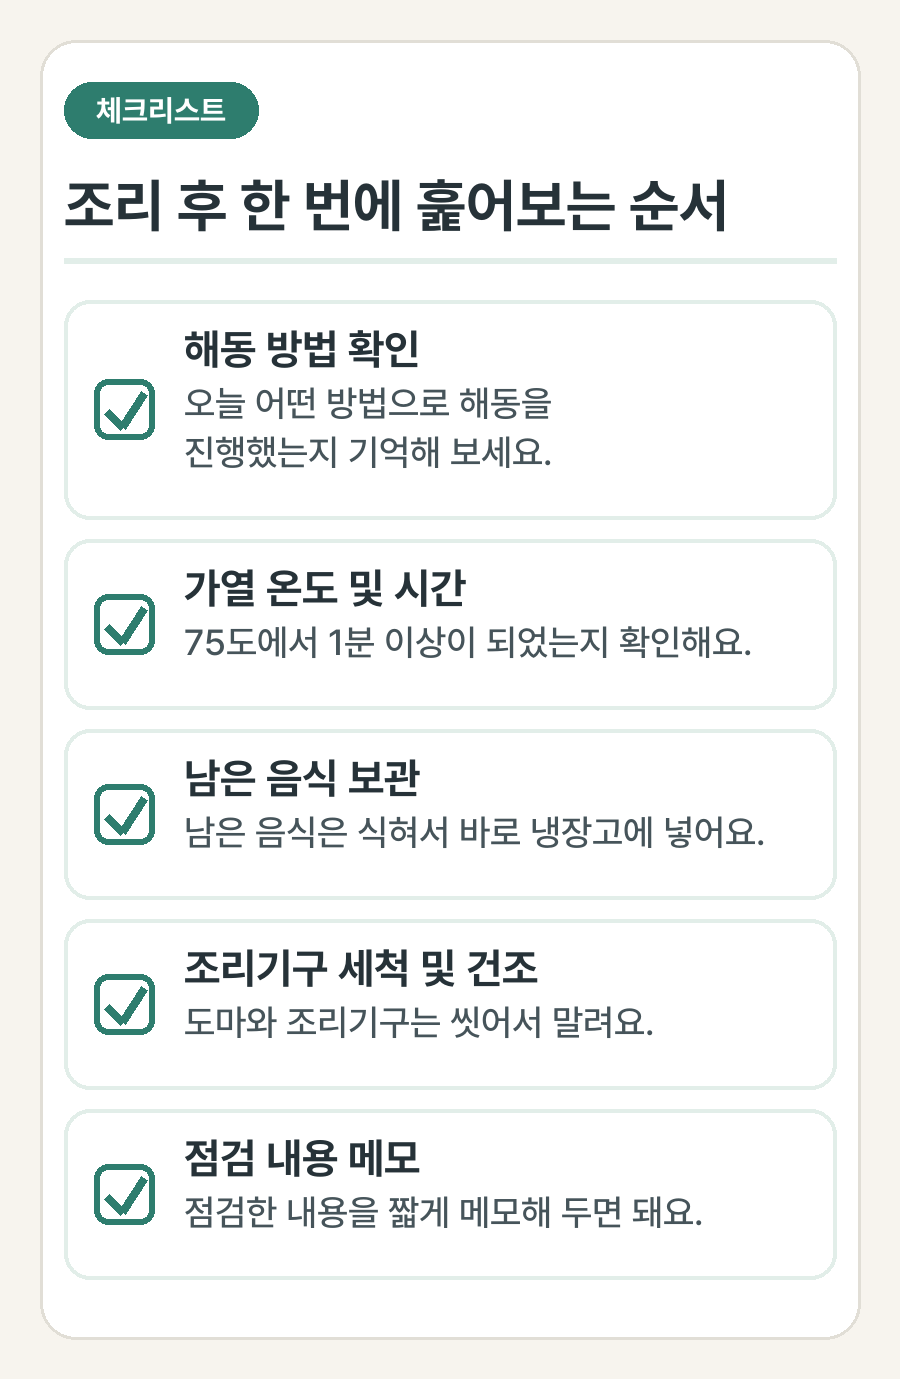 체크리스트
조리 후 한 번에 훑어보는 순서
해동 방법 확인
오늘 어떤 방법으로 해동을
진행했는지 기억해 보세요.
가열 온도 및 시간
75도에서 1분 이상이 되었는지 확인해요.
남은 음식 보관
남은 음식은 식혀서 바로 냉장고에 넣어요.
조리기구 세척 및 건조
도마와 조리기구는 씻어서 말려요.
점검 내용 메모
점검한 내용을 짧게 메모해 두면 돼요.